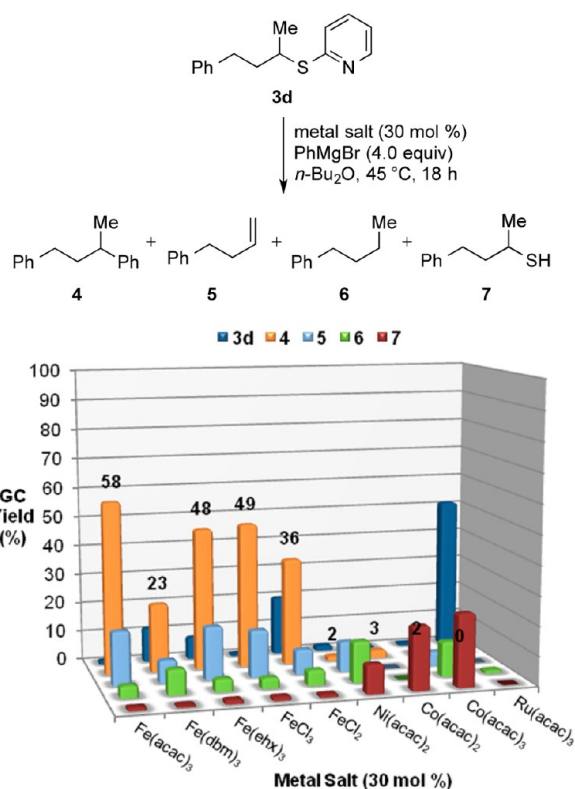 Me
Ph
S
N
3d
metal salt (30 mol %)
PhMgBr (4.0 equiv)
n-Bu2O, 45 °C, 18 h
Me
Ph Ph
4
+
Ph
5
+
Me
Ph
6
+
Me
Ph SH
7
3d 4 5 6 7
100
90
80
70
60
50
40
30
20
10
0
GC
ield
(%)
58
23
48
49
36
2
3
2
0
Fe(acac)3
Fe(dbm)3
Fe(ehx)3
FeCl3
FeCl2
Ni(acac)2
Co(acac)2
Co(acac)3
Ru(acac)3
Metal Salt (30 mol %)